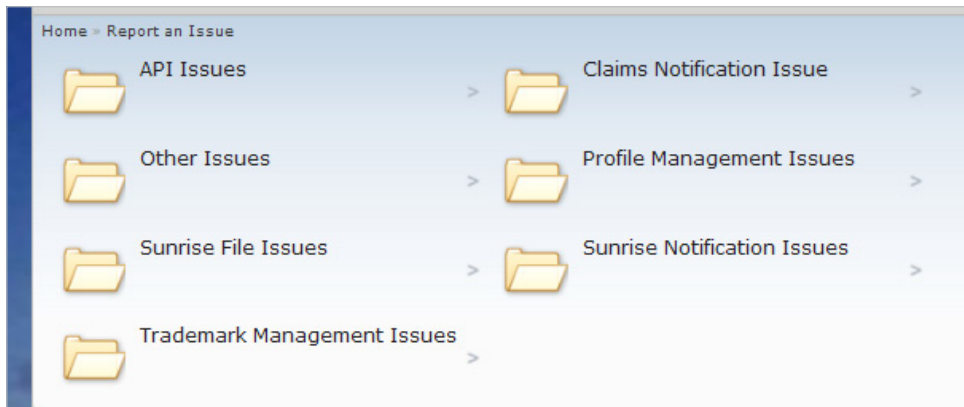 Home » Report an Issue
API Issues >
Claims Notification Issue >
Other Issues >
Profile Management Issues >
Sunrise File Issues >
Sunrise Notification Issues >
Trademark Management Issues >